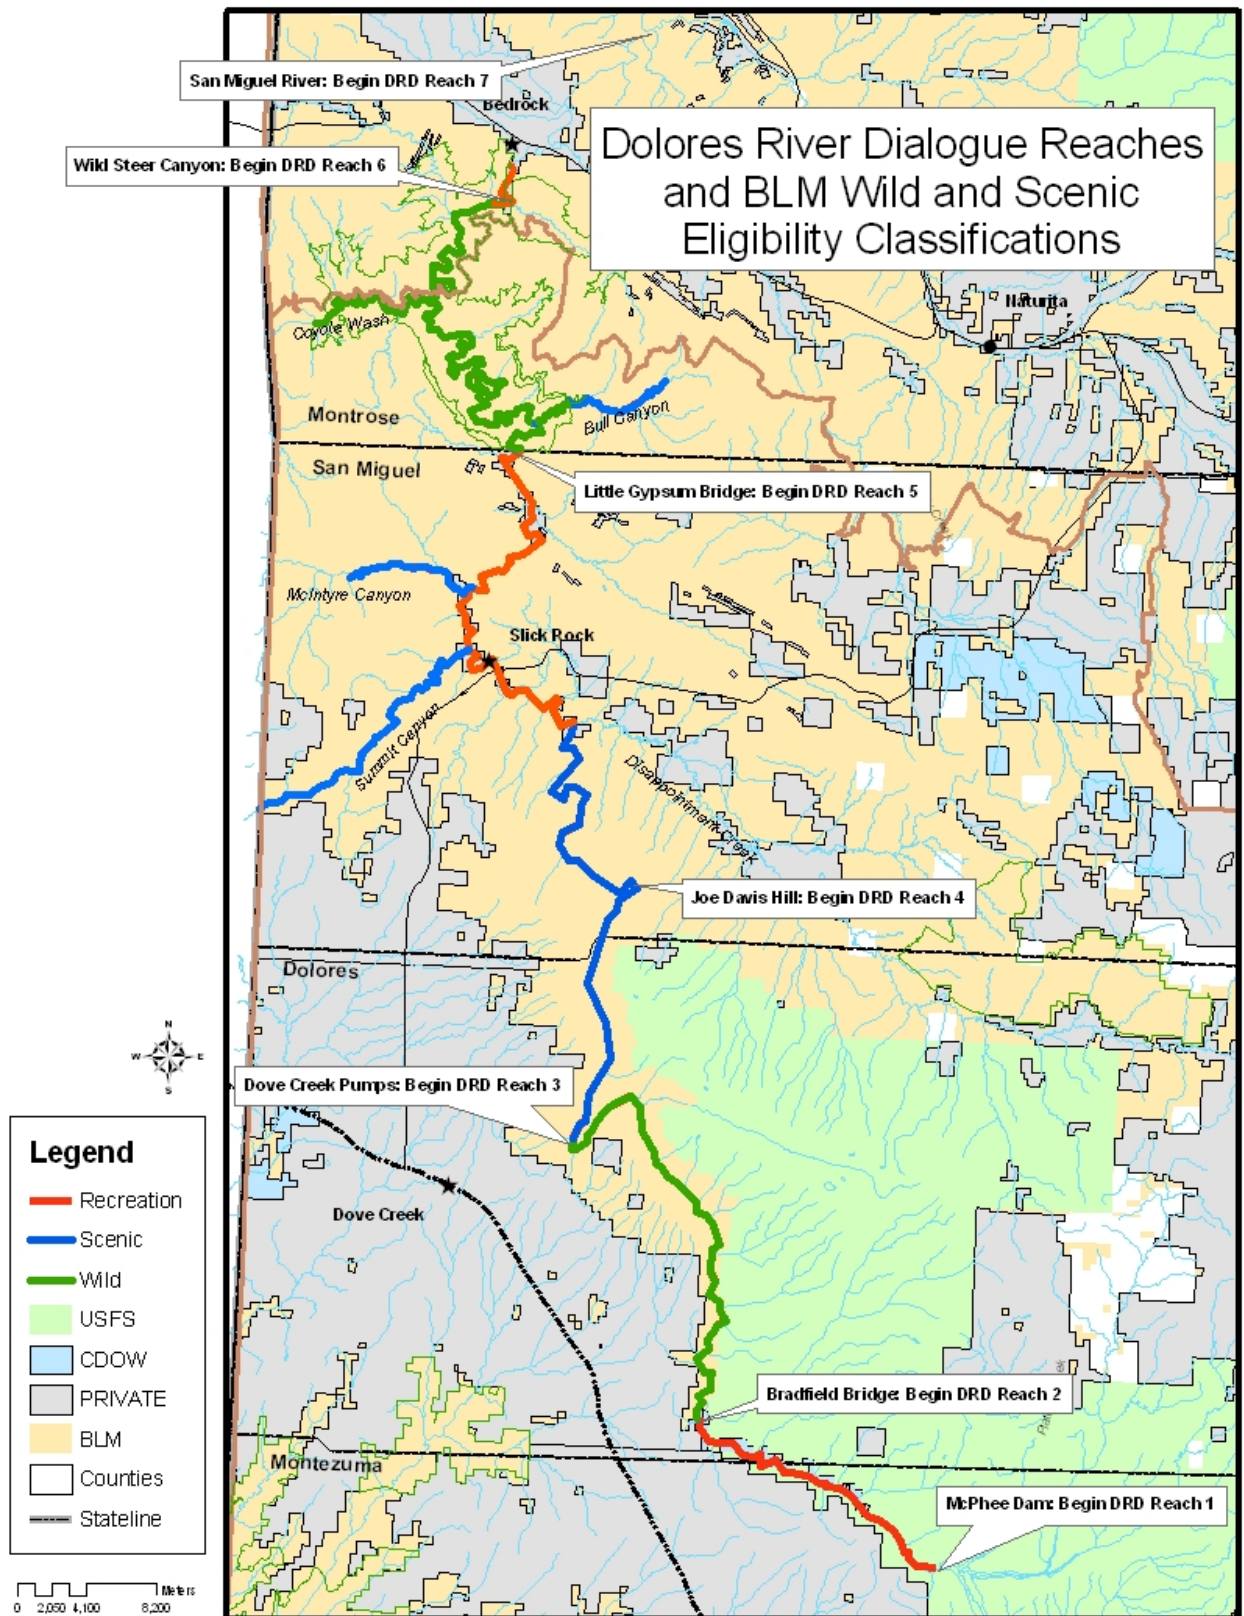 San Miguel River: Begin DRD Reach 7
Bedrock
Dolores River Dialogue Reaches
and BLM Wild and Scenic
Eligibility Classifications
Wild Steer Canyon: Begin DRD Reach 6
Naturita
Coyote Wash
Bull Canyon
Montrose
San Miguel
Little Gypsum Bridge: Begin DRD Reach 5
McIntyre Canyon
Slick Rock
Summit Canyon
Disappointment Creek
Joe Davis Hill: Begin DRD Reach 4
Dolores
N
W E
S
Dove Creek Pumps: Begin DRD Reach 3
Legend
Recreation
Scenic
Wild
USFS
CDOW
PRIVATE
BLM
Counties
Stateline
Dove Creek
Bradfield Bridge: Begin DRD Reach 2
Montezuma
McPhee Dam: Begin DRD Reach 1
Meters
0 2,050 4,100 8,200